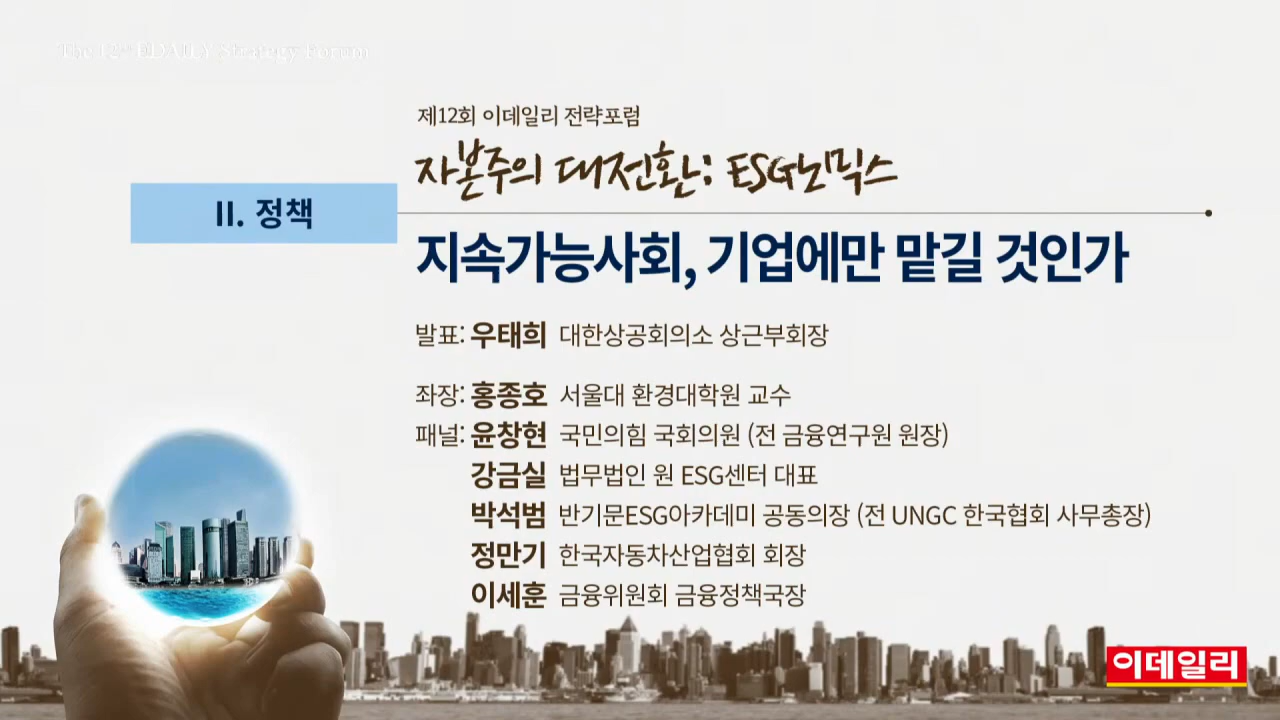 The 12th EDAILY Strategy Forum
제12회 이데일리 전략포럼
자본주의 대전환: ESG노믹스
II. 정책
지속가능사회, 기업에만 맡길 것인가
발표: 우태희 대한상공회의소 상근부회장
좌장: 홍종호 서울대 환경대학원 교수
패널: 윤창현 국민의힘 국회의원 (전 금융연구원 원장)
강금실 법무법인 원 ESG센터 대표
박석범 반기문ESG아카데미 공동의장 (전 UNGC 한국협회 사무총장)
정만기 한국자동차산업협회 회장
이세훈 금융위원회 금융정책국장
이데일리